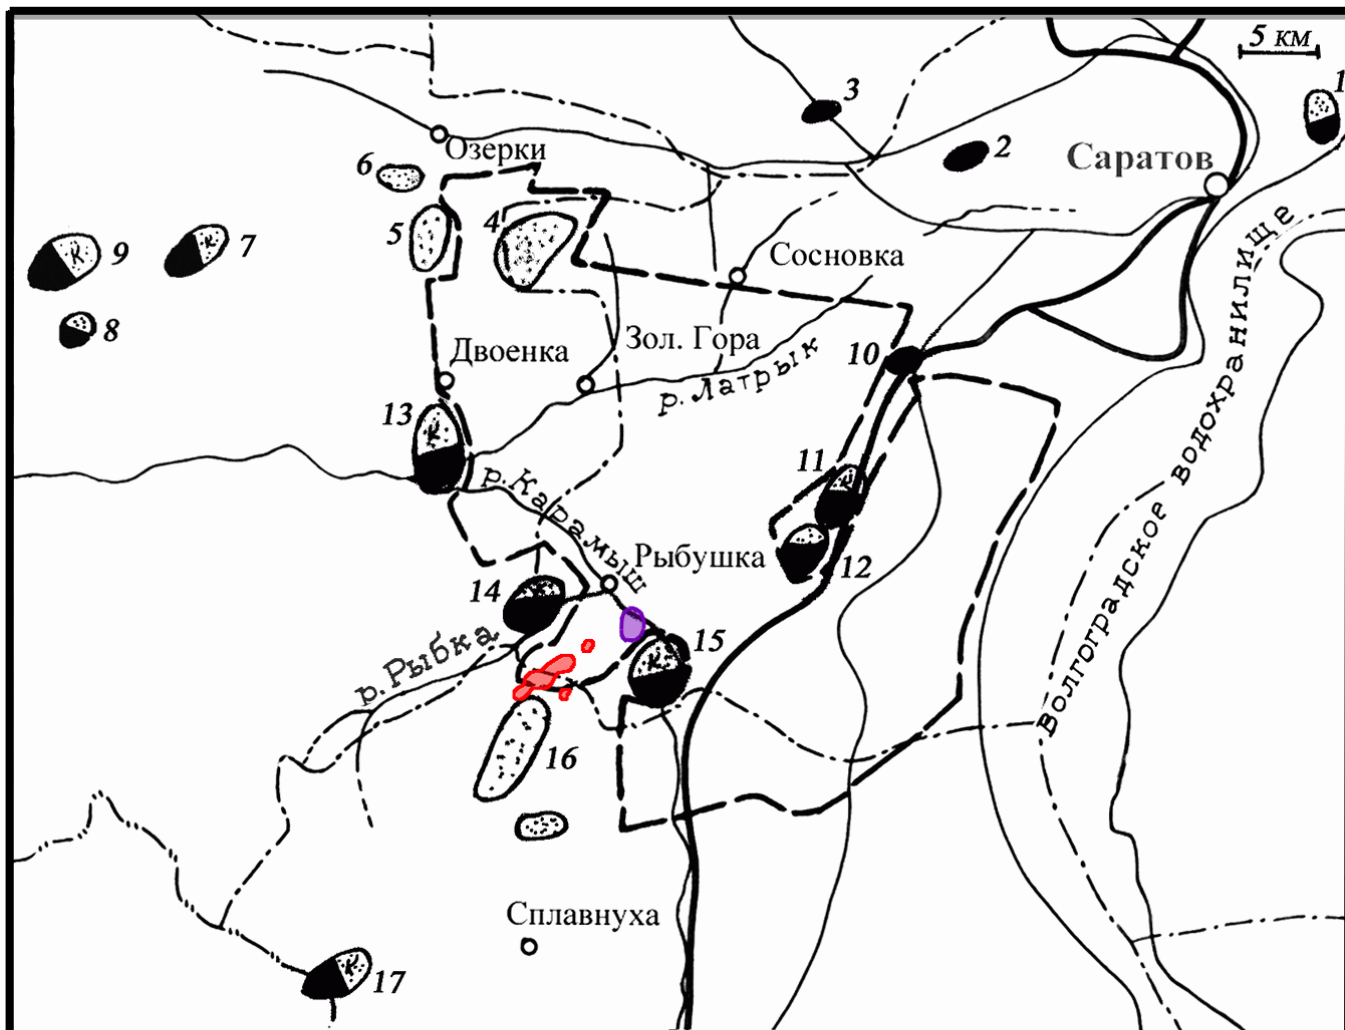 5 км
1
3
2
Саратов
Озерки
6
5
4
9
7
8
Сосновка
Волгоградское водохранилище
Зол. Гора
Двоенка
10
р. Латрык
13
р. Карамыш
11
12
Рыбушка
14
15
р. Рыбка
16
Сплавнуха
17
К
К
К
К
К
К
К